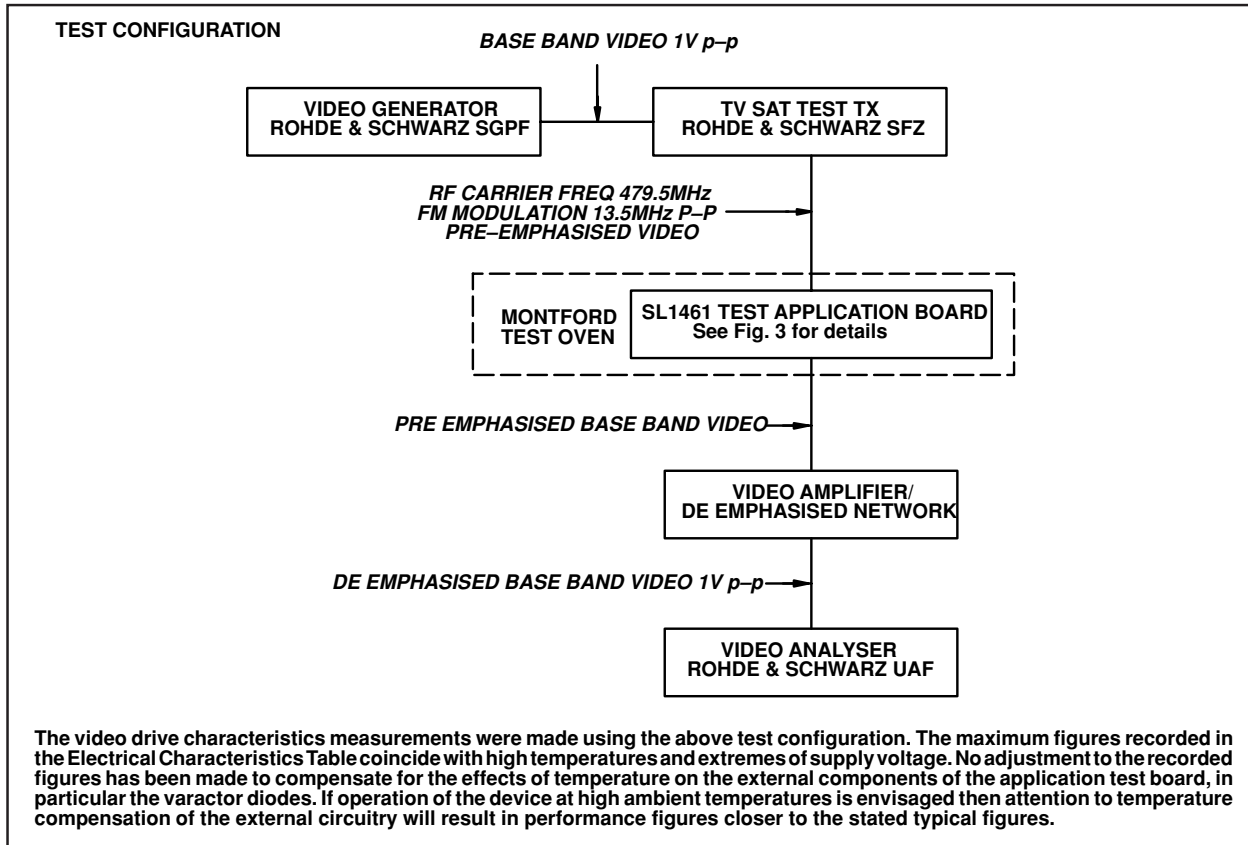 TEST CONFIGURATION
BASE BAND VIDEO 1V p–p
VIDEO GENERATOR
ROHDE & SCHWARZ SGPF
TV SAT TEST TX
ROHDE & SCHWARZ SFZ
RF CARRIER FREQ 479.5MHz
FM MODULATION 13.5MHz P–P
PRE–EMPHASISED VIDEO
MONTFORD
TEST OVEN
SL1461 TEST APPLICATION BOARD
See Fig. 3 for details
PRE EMPHASISED BASE BAND VIDEO
VIDEO AMPLIFIER/
DE EMPHASISED NETWORK
DE EMPHASISED BASE BAND VIDEO 1V p–p
VIDEO ANALYSER
ROHDE & SCHWARZ UAF
The video drive characteristics measurements were made using the above test configuration. The maximum figures recorded in
the Electrical Characteristics Table coincide with high temperatures and extremes of supply voltage. No adjustment to the recorded
figures has been made to compensate for the effects of temperature on the external components of the application test board, in
particular the varactor diodes. If operation of the device at high ambient temperatures is envisaged then attention to temperature
compensation of the external circuitry will result in performance figures closer to the stated typical figures.